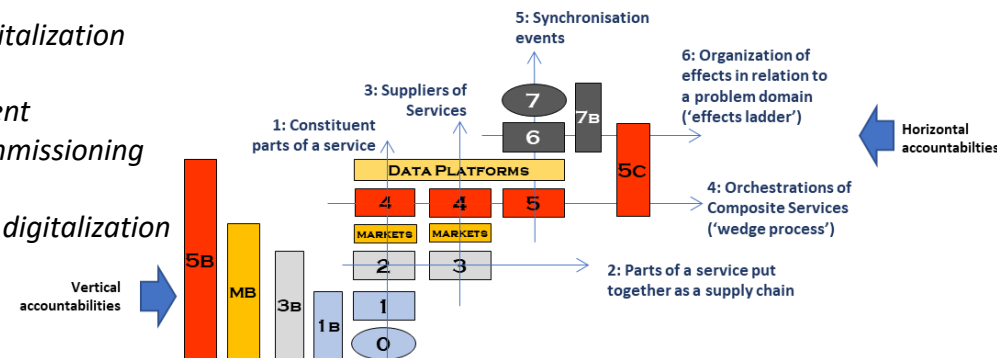 italization
ent
mmissioning
digitalization
5: Synchronisation
events
6: Organization of
effects in relation to
a problem domain
('effects ladder')
3: Suppliers of
Services
1: Constituent
parts of a service
7
7B
6
Horizontal
accountabilties
DATA PLATFORMS
5C
4
4
5
4: Orchestrations of
Composite Services
('wedge process')
MARKETS
MARKETS
5B
MB
2
3
3B
2: Parts of a service put
together as a supply chain
Vertical
accountabilities
1B
1
0